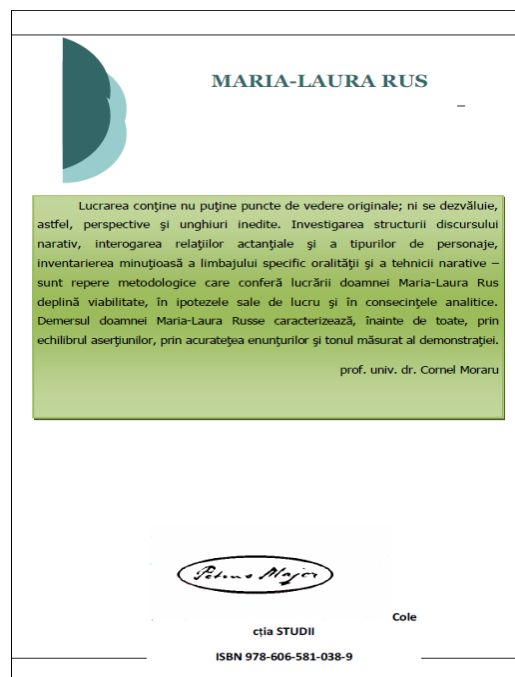 MARIA-LAURA RUS
–
Lucrarea conţine nu puţine puncte de vedere originale; ni se dezvăluie,
astfel, perspective şi unghiuri inedite. Investigarea structurii discursului
narativ, interogarea relaţiilor actanţiale şi a tipurilor de personaje,
inventarierea minuţioasă a limbajului specific oralităţii şi a tehnicii narative –
sunt repere metodologice care conferă lucrării doamnei Maria-Laura Rus
deplină viabilitate, în ipotezele sale de lucru şi în consecinţele analitice.
Demersul doamnei Maria-Laura Russe caracterizează, înainte de toate, prin
echilibrul aserţiunilor, prin acurateţea enunţurilor şi tonul măsurat al demonstraţiei.
prof. univ. dr. Cornel Moraru
Petrus Major
Cole
cția STUDII
ISBN 978-606-581-038-9